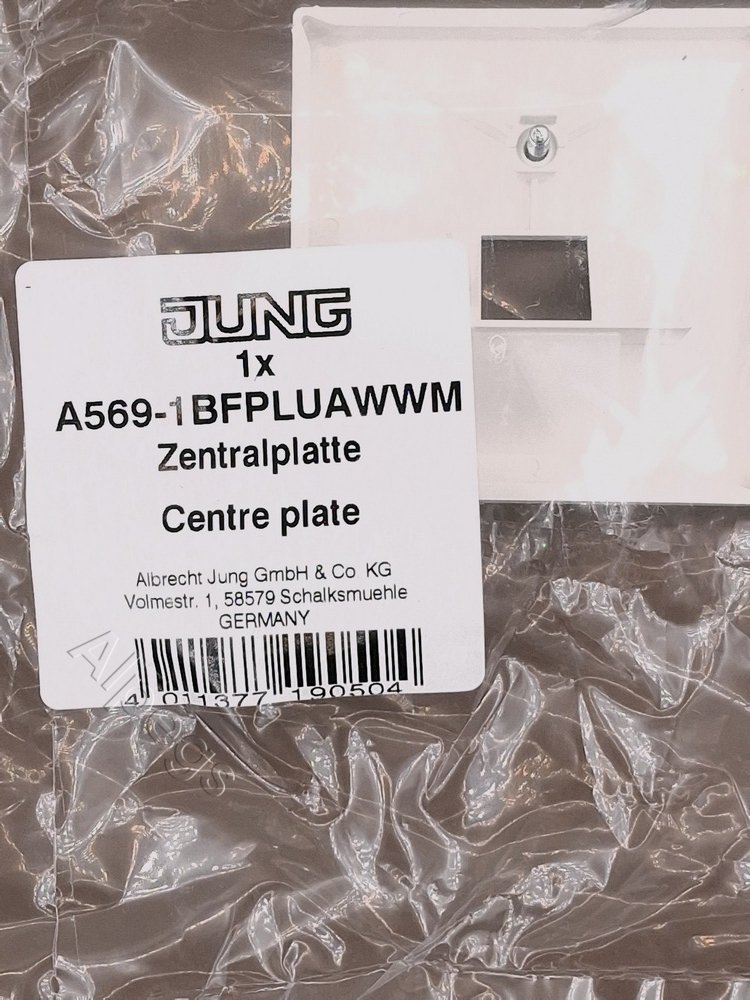 JUNG
1x
A569-1BFPLUAWWM
Zentralplatte
Centre plate
Albrecht Jung GmbH & Co KG
Volmestr. 1, 58579 Schalksmuehle
GERMANY
4 011377 190504